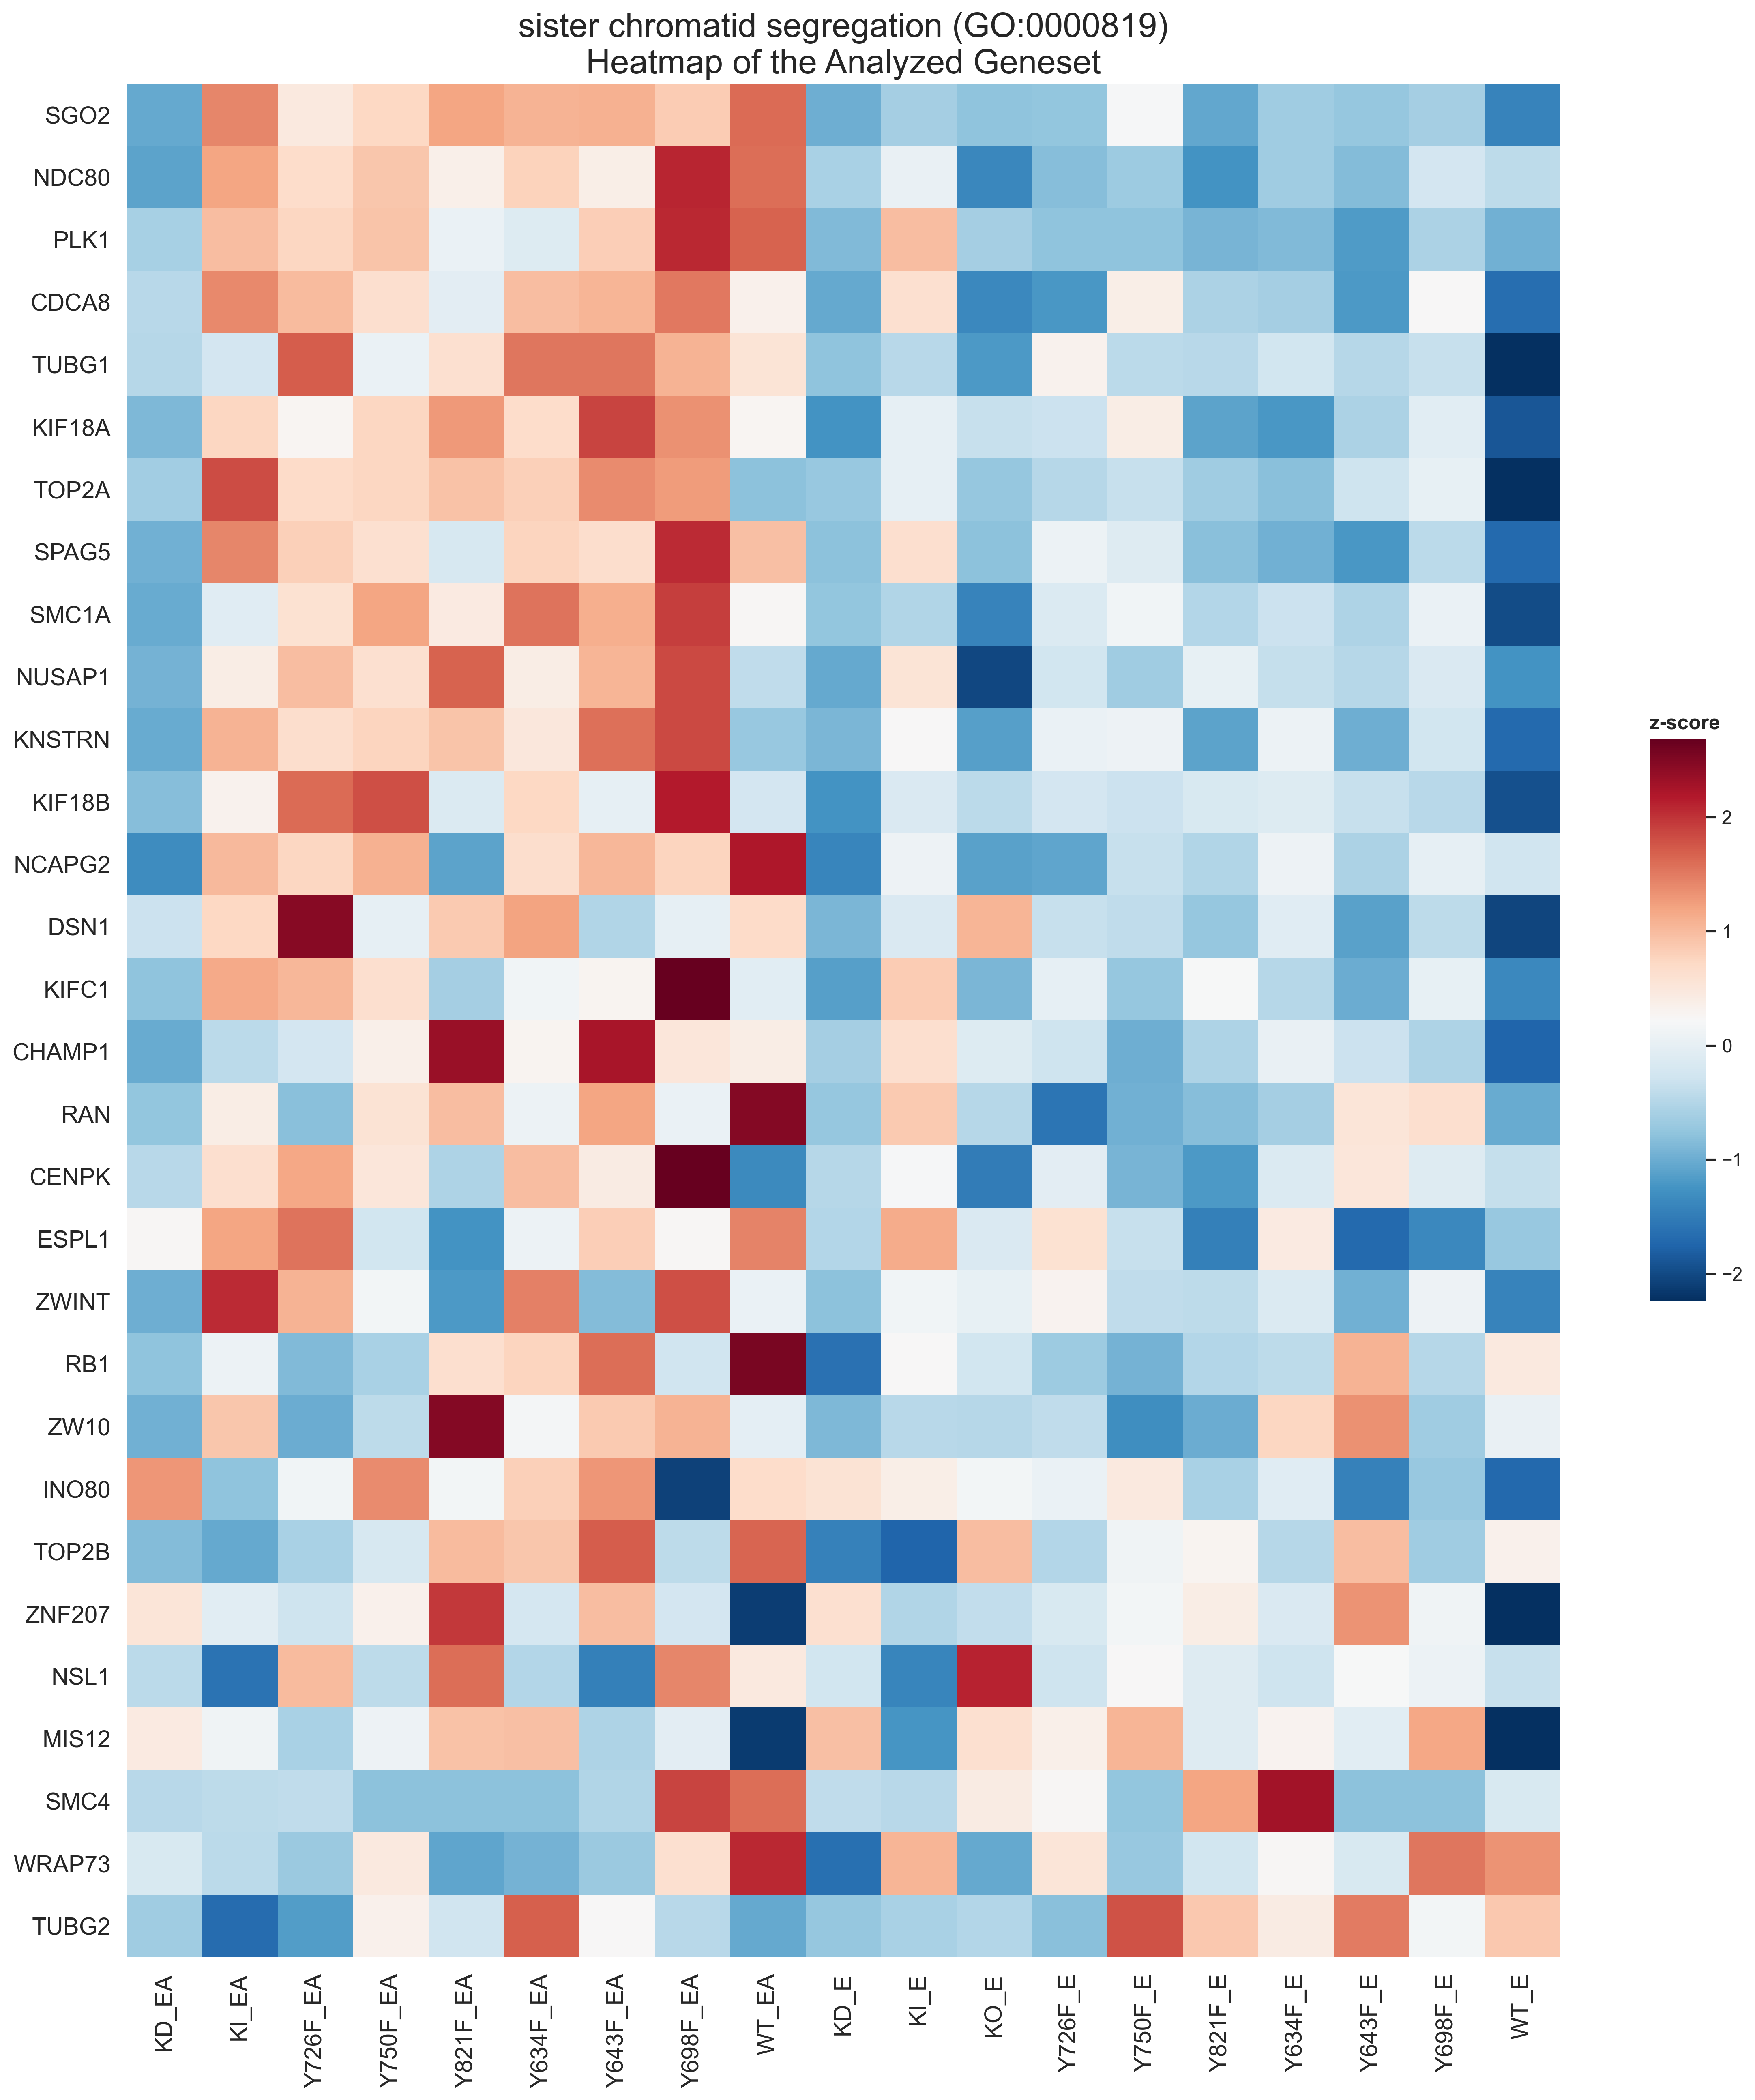 sister chromatid segregation (GO:0000819)
Heatmap of the Analyzed Geneset
SGO2
NDC80
PLK1
CDCA8
TUBG1
KIF18A
TOP2A
SPAG5
SMC1A
NUSAP1
KNSTRN
KIF18B
NCAPG2
DSN1
KIFC1
CHAMP1
RAN
CENPK
ESPL1
ZWINT
RB1
ZW10
INO80
TOP2B
ZNF207
NSL1
MIS12
SMC4
WRAP73
TUBG2
KD_EA
KI_EA
Y726F_EA
Y750F_EA
Y821F_EA
Y634F_EA
Y643F_EA
Y698F_EA
WT_EA
KD_E
KI_E
KO_E
Y726F_E
Y750F_E
Y821F_E
Y634F_E
Y643F_E
Y698F_E
WT_E
z-score
2
1
0
−1
−2